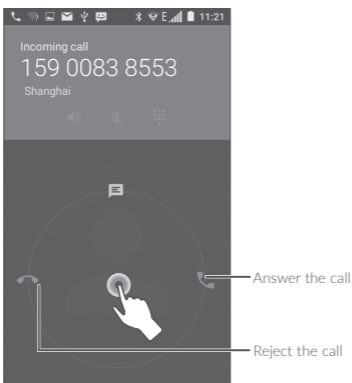 E 11:21
Incoming call
159 0083 8553
Shanghai
Answer the call
Reject the call